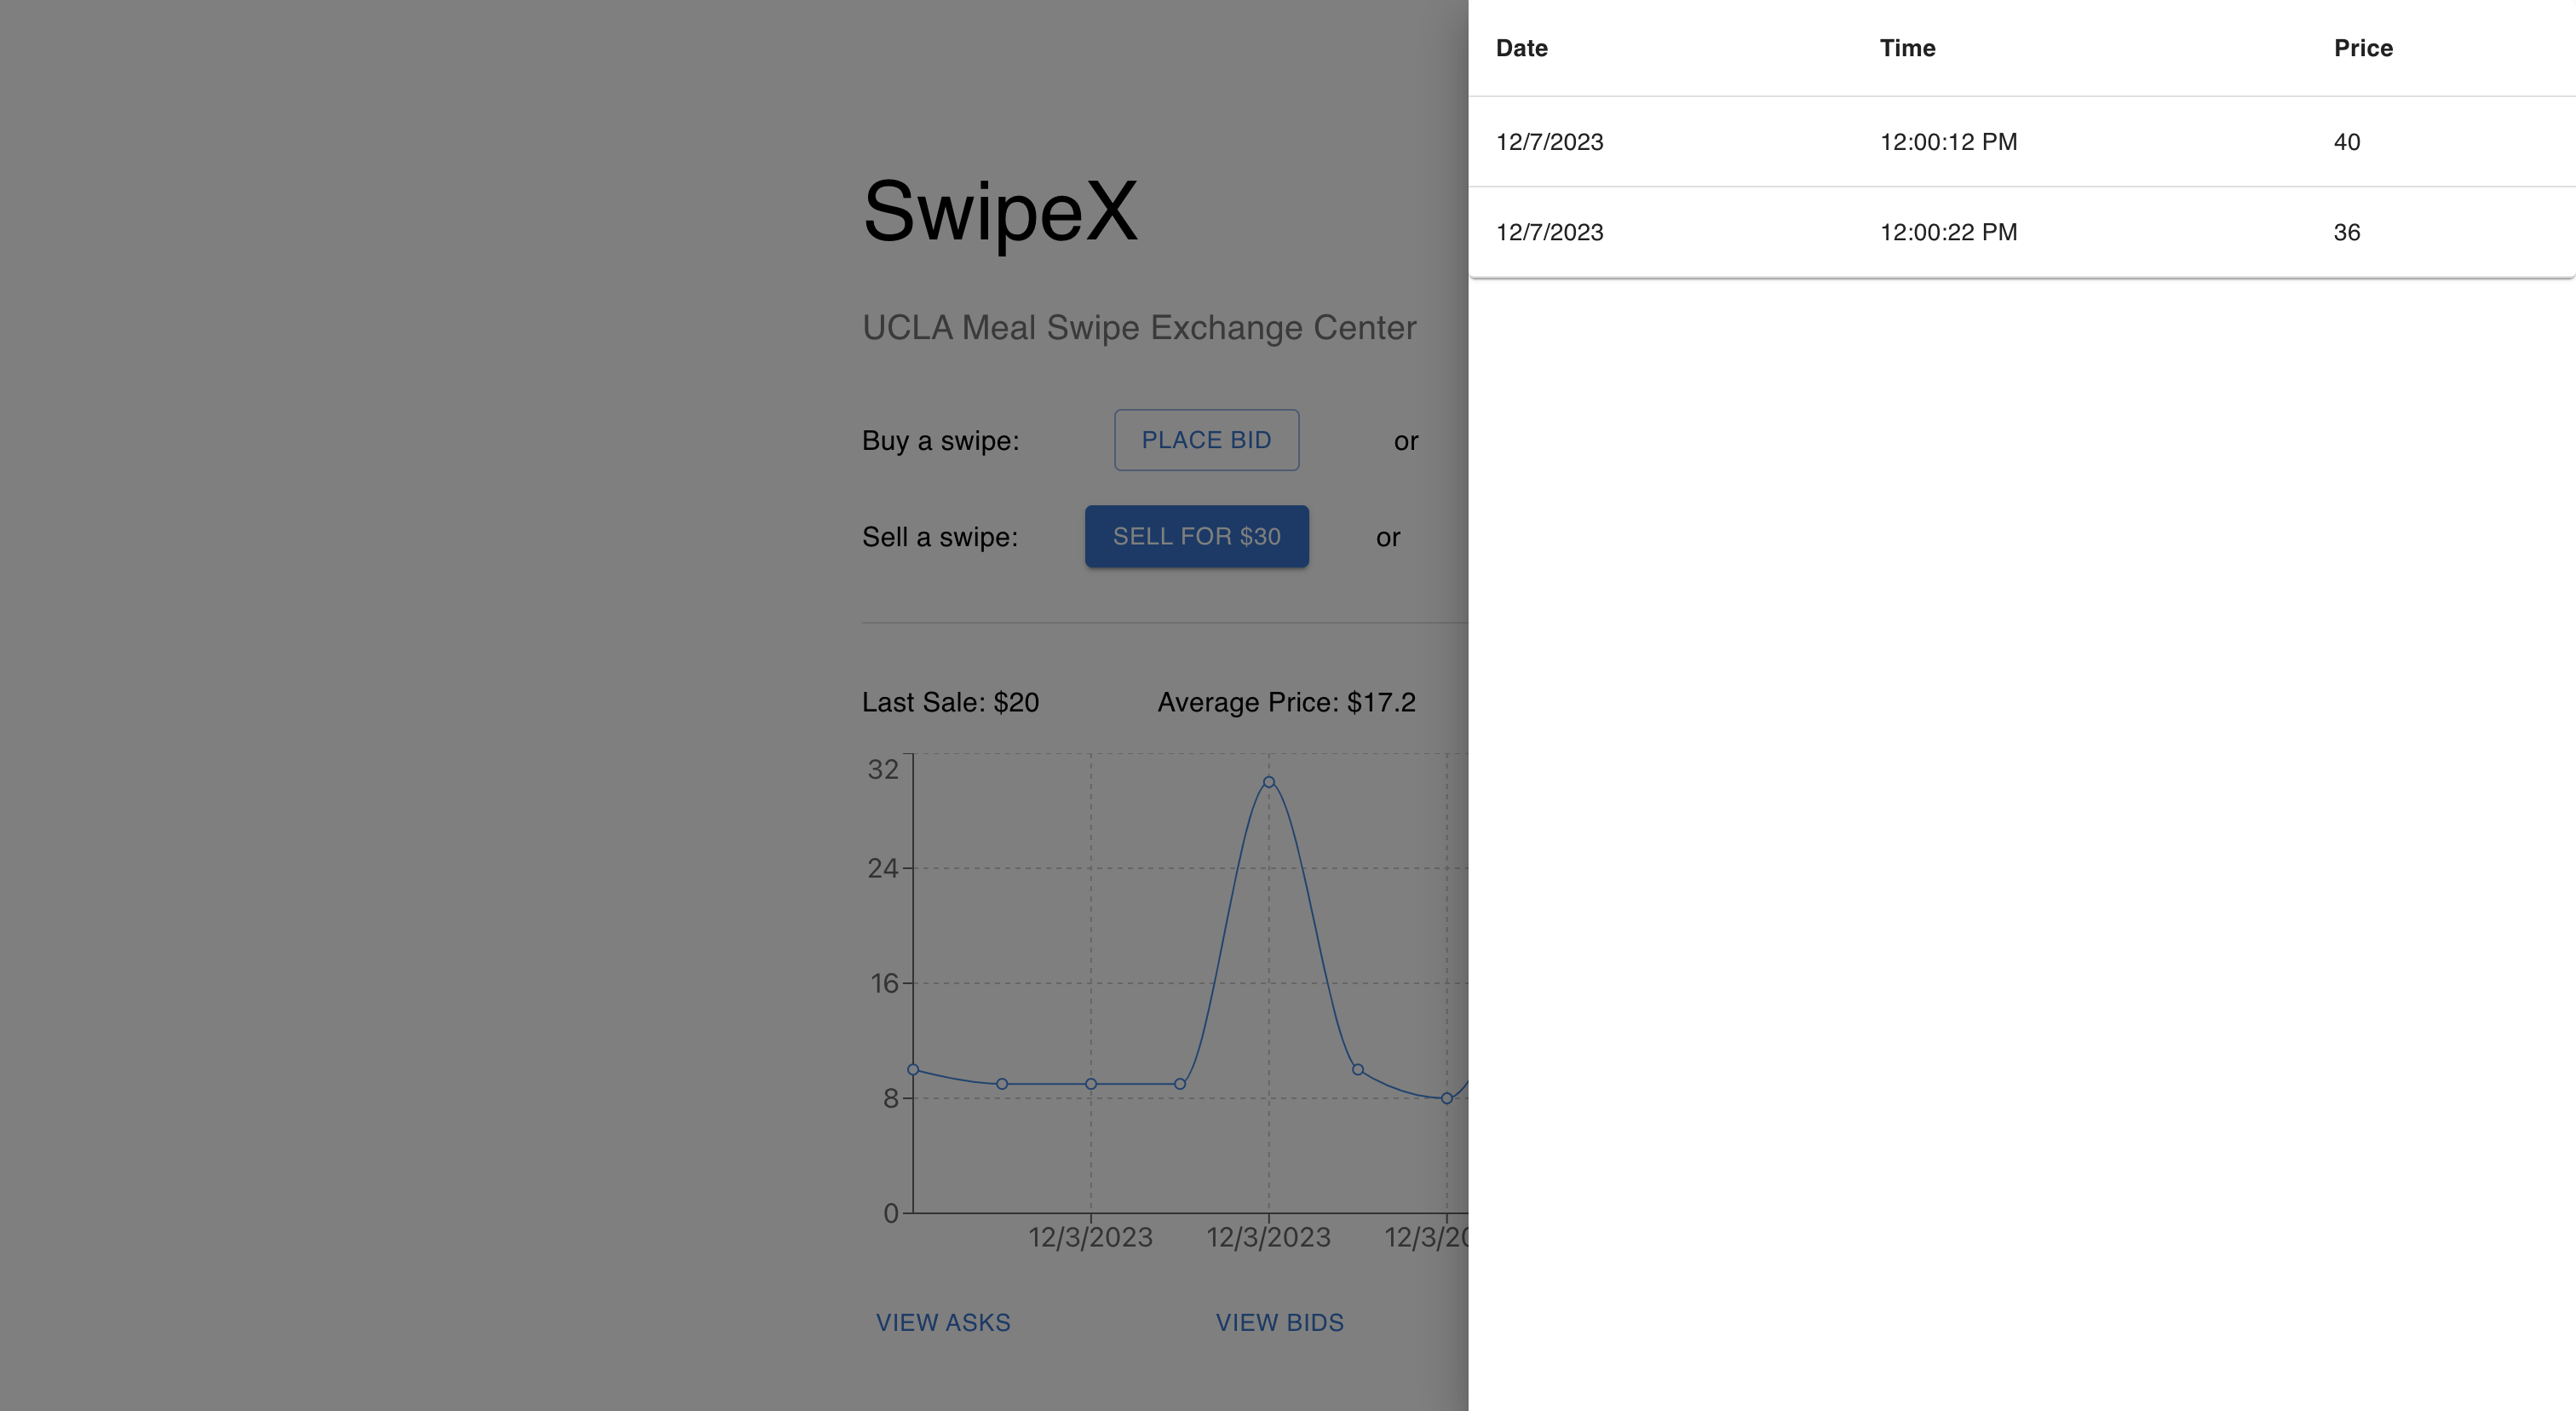 SwipeX
UCLA Meal Swipe Exchange Center
Buy a swipe: PLACE BID or
Sell a swipe: SELL FOR $30 or
Last Sale: $20 Average Price: $17.2
32
24
16
8
0
12/3/2023 12/3/2023 12/3/20
VIEW ASKS VIEW BIDS
Date Time Price
12/7/2023 12:00:12 PM 40
12/7/2023 12:00:22 PM 36